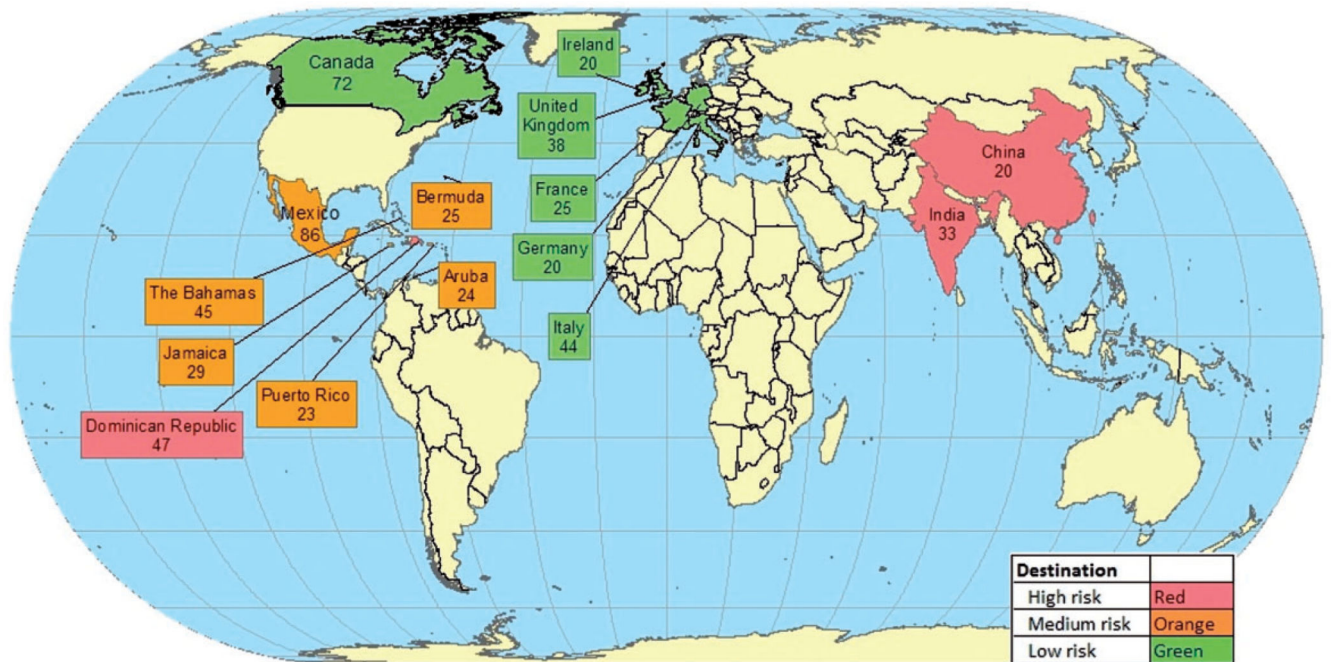 Canada
72
Ireland
20
United
Kingdom
38
France
25
Germany
20
Italy
44
China
20
India
33
Mexico
86
Bermuda
25
Aruba
24
The Bahamas
45
Jamaica
29
Puerto Rico
23
Dominican Republic
47
Destination
High risk Red
Medium risk Orange
Low risk Green